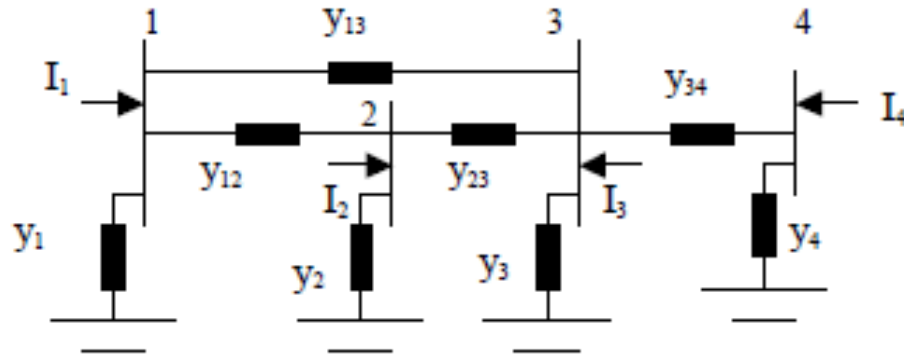 1 y₁₃ 3 4
I₁ y₃₄ I₄
2
y₁₂ y₂₃
I₂ I₃
y₁ y₂ y₃ y₄